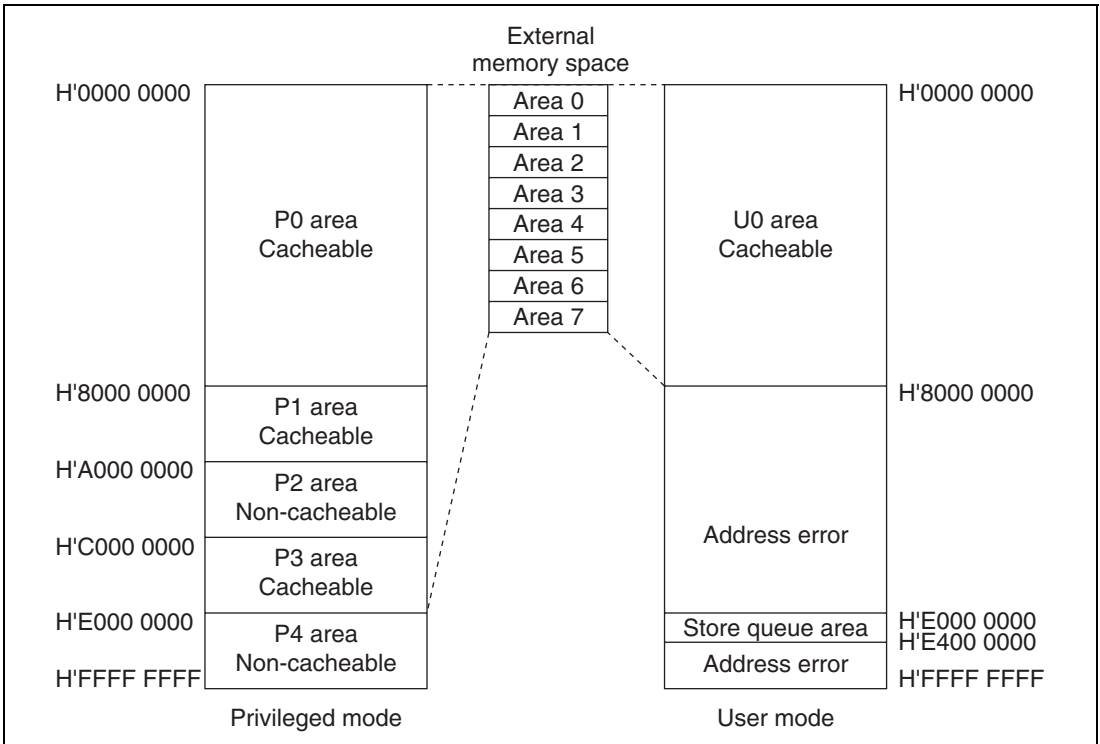 External
memory space
H'0000 0000
Area 0
H'0000 0000
Area 1
Area 2
Area 3
P0 area
Cacheable
Area 4
U0 area
Cacheable
Area 5
Area 6
Area 7
H'8000 0000
H'8000 0000
P1 area
Cacheable
H'A000 0000
P2 area
Non-cacheable
H'C000 0000
P3 area
Cacheable
Address error
H'E000 0000
P4 area
Non-cacheable
Store queue area
H'E000 0000
H'E400 0000
Address error
H'FFFF FFFF
H'FFFF FFFF
Privileged mode
User mode